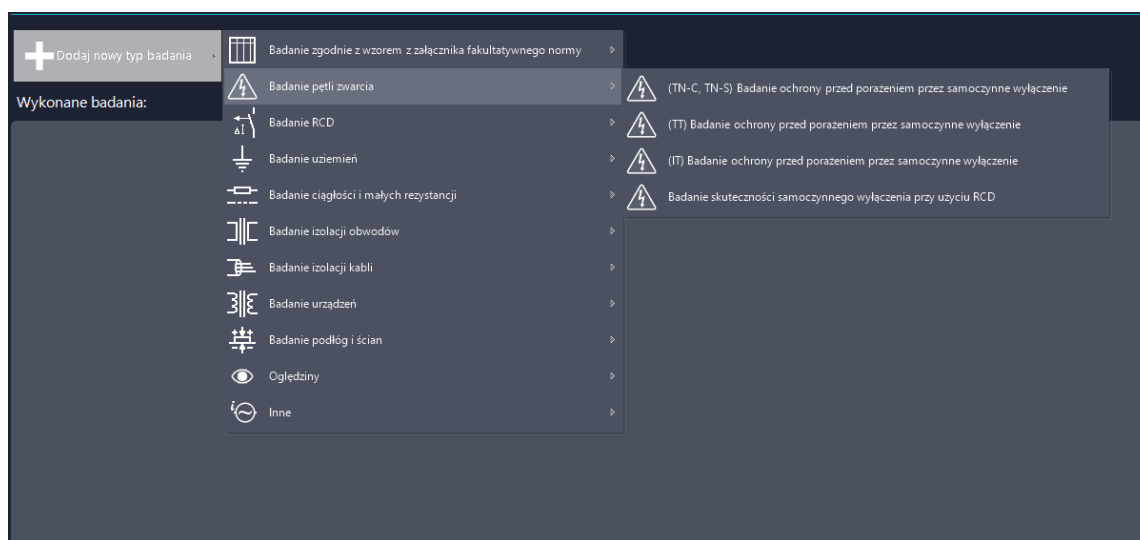 Dodaj nowy typ badania
Wykonane badania:
Badanie zgodnie z wzorem z załącznika fakultatywnego normy
Badanie pętli zwarcia
Badanie RCD
ΔI
Badanie uziemień
Badanie ciągłości i małych rezystancji
Badanie izolacji obwodów
Badanie izolacji kabli
Badanie urządzeń
Badanie podłóg i ścian
Oględziny
i
Inne
(TN-C, TN-S) Badanie ochrony przed porażeniem przez samoczynne wyłączenie
(TT) Badanie ochrony przed porażeniem przez samoczynne wyłączenie
(IT) Badanie ochrony przed porażeniem przez samoczynne wyłączenie
Badanie skuteczności samoczynnego wyłączenia przy użyciu RCD